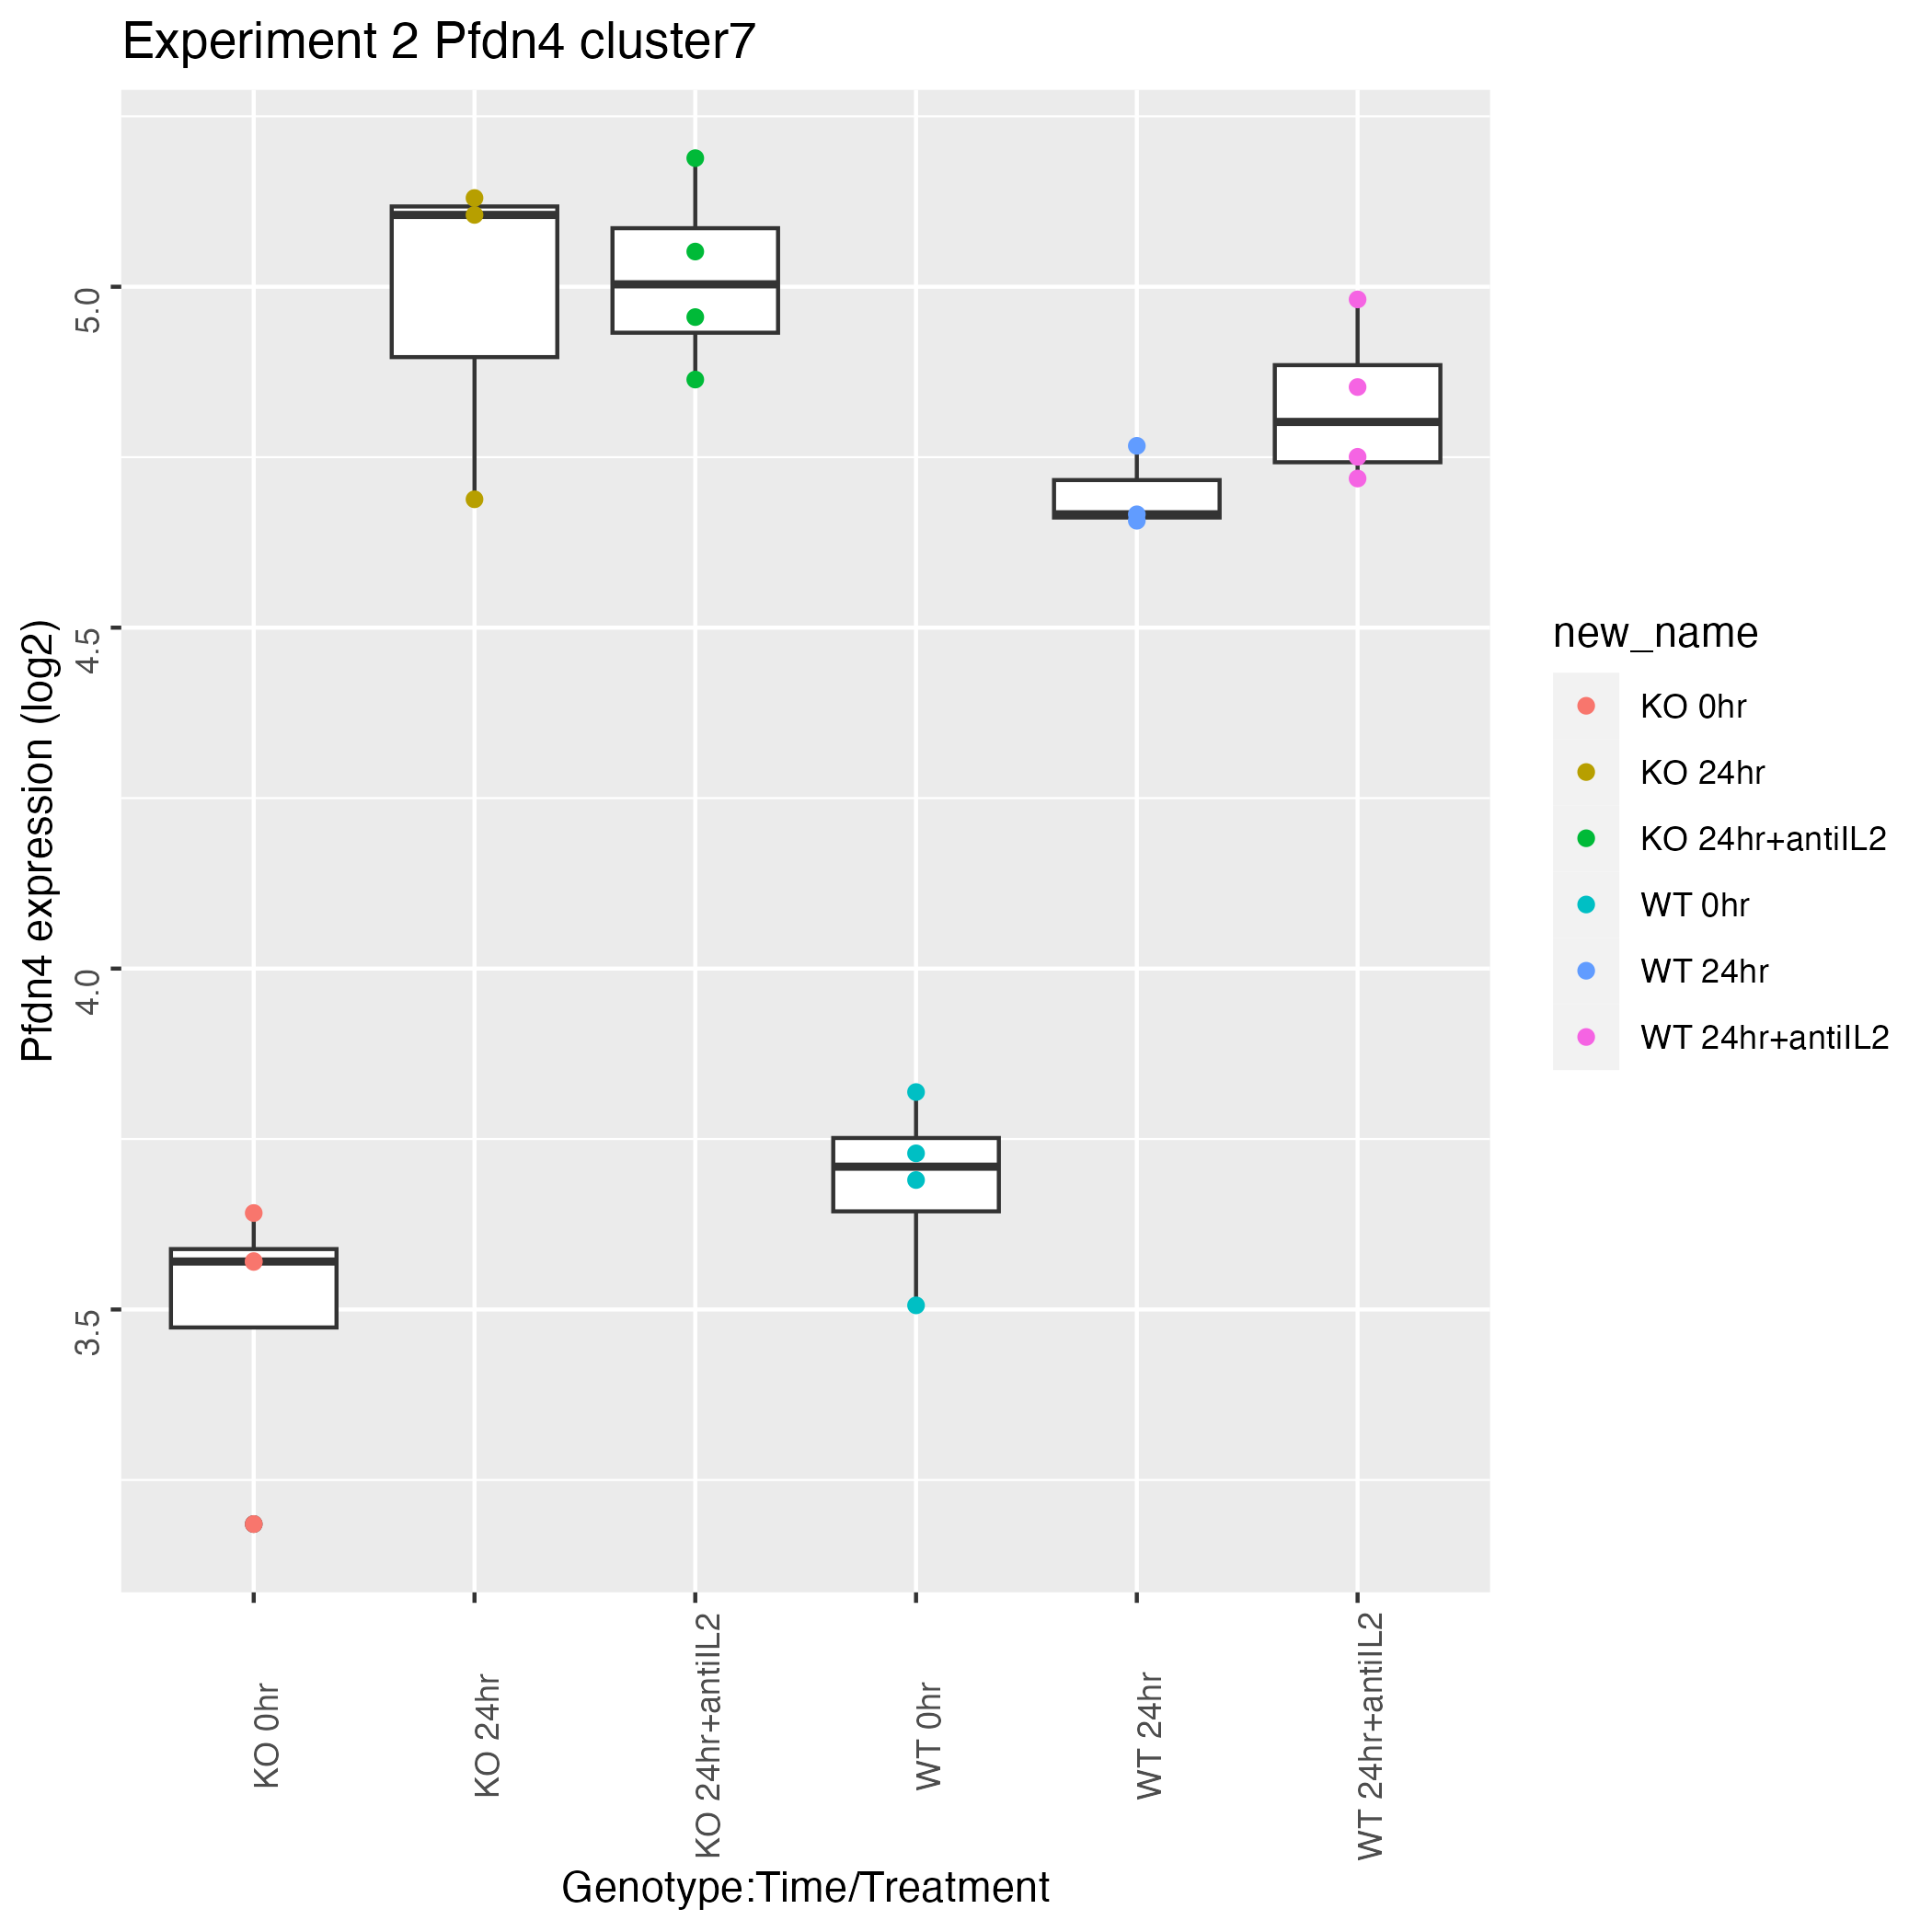 Experiment 2 Pfdn4 cluster7
Pfdn4 expression (log2)
5.0
4.5
4.0
3.5
KO 0hr
KO 24hr
KO 24hr+antiIL2
WT 0hr
WT 24hr
WT 24hr+antiIL2
Genotype:Time/Treatment
new_name
KO 0hr
KO 24hr
KO 24hr+antiIL2
WT 0hr
WT 24hr
WT 24hr+antiIL2